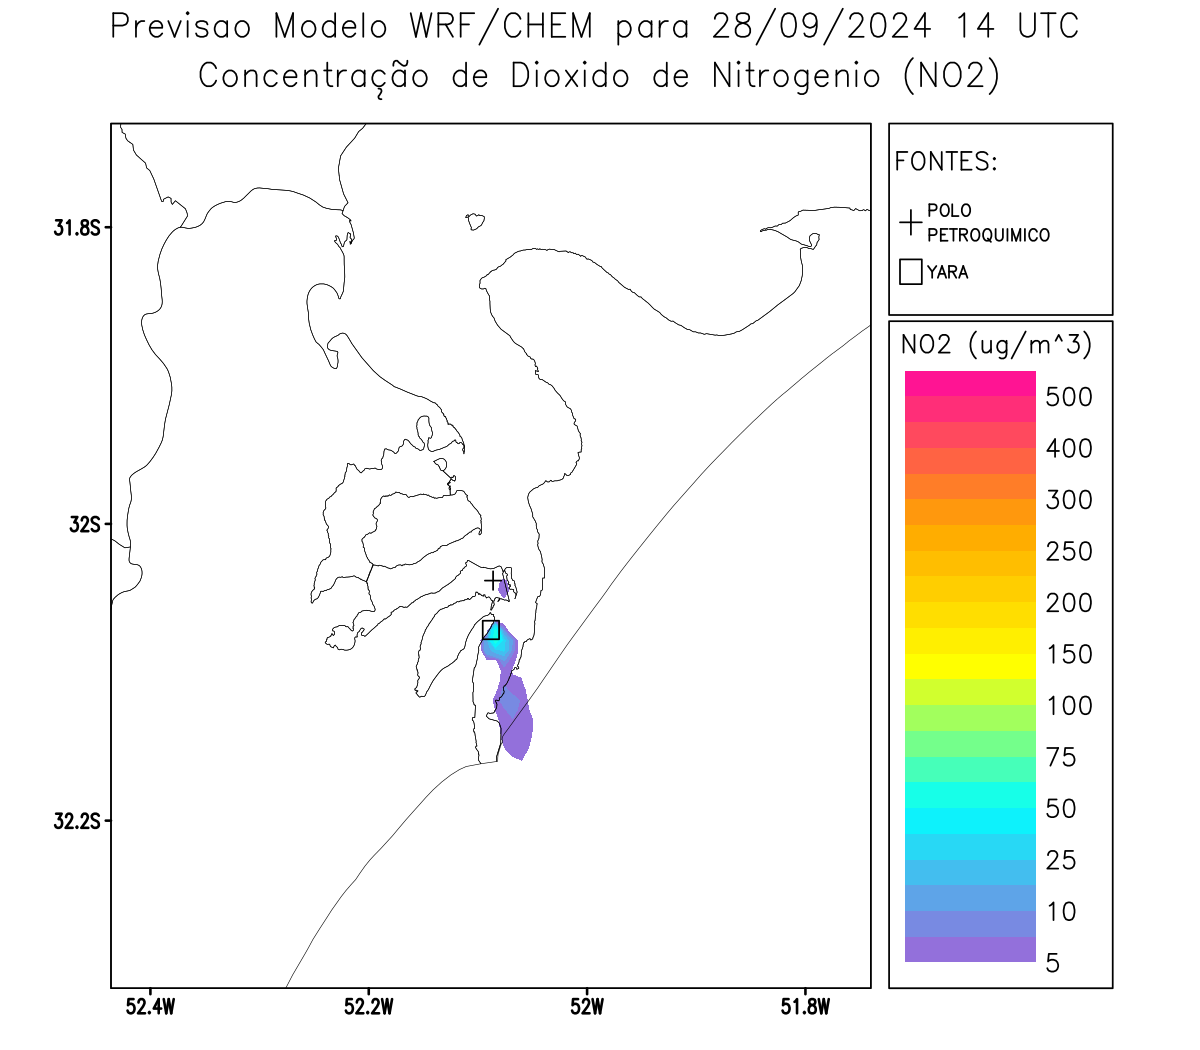 Previsao Modelo WRF/CHEM para 28/09/2024 14 UTC
Concentração de Dioxido de Nitrogenio (NO2)
FONTES:
POLO
PETROQUIMICO
YARA
NO2 (ug/m^3)
500
400
300
250
200
150
100
75
50
25
10
5
31.8S
32S
32.2S
52.4W
52.2W
52W
51.8W